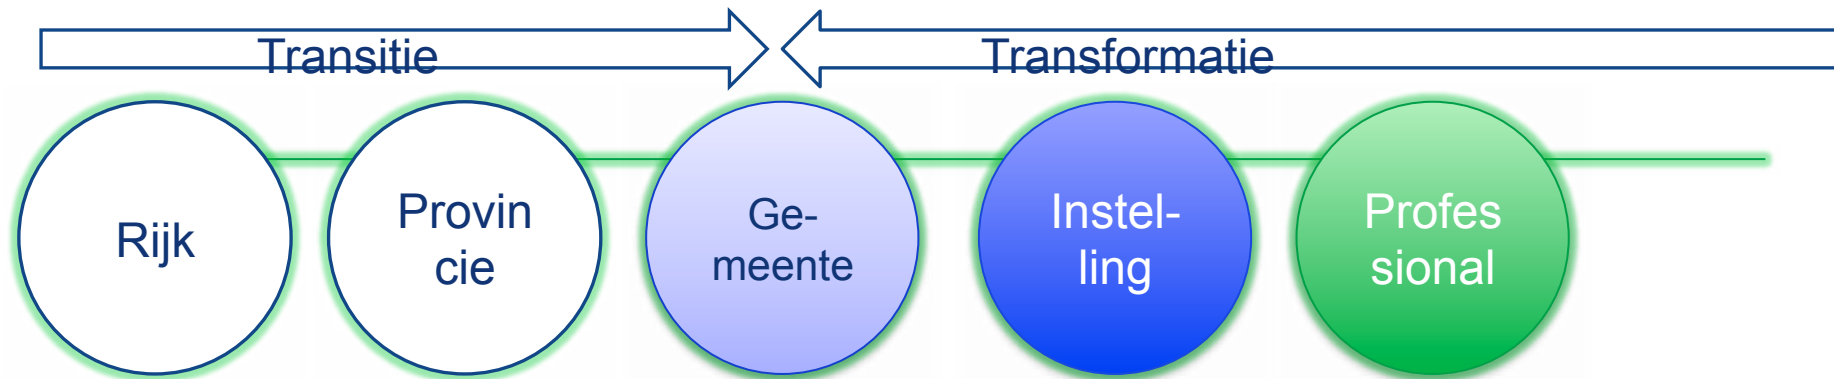 Transitie
Transformatie
Rijk
Provin
cie
Ge-
meente
Instel-
ling
Profes
sional